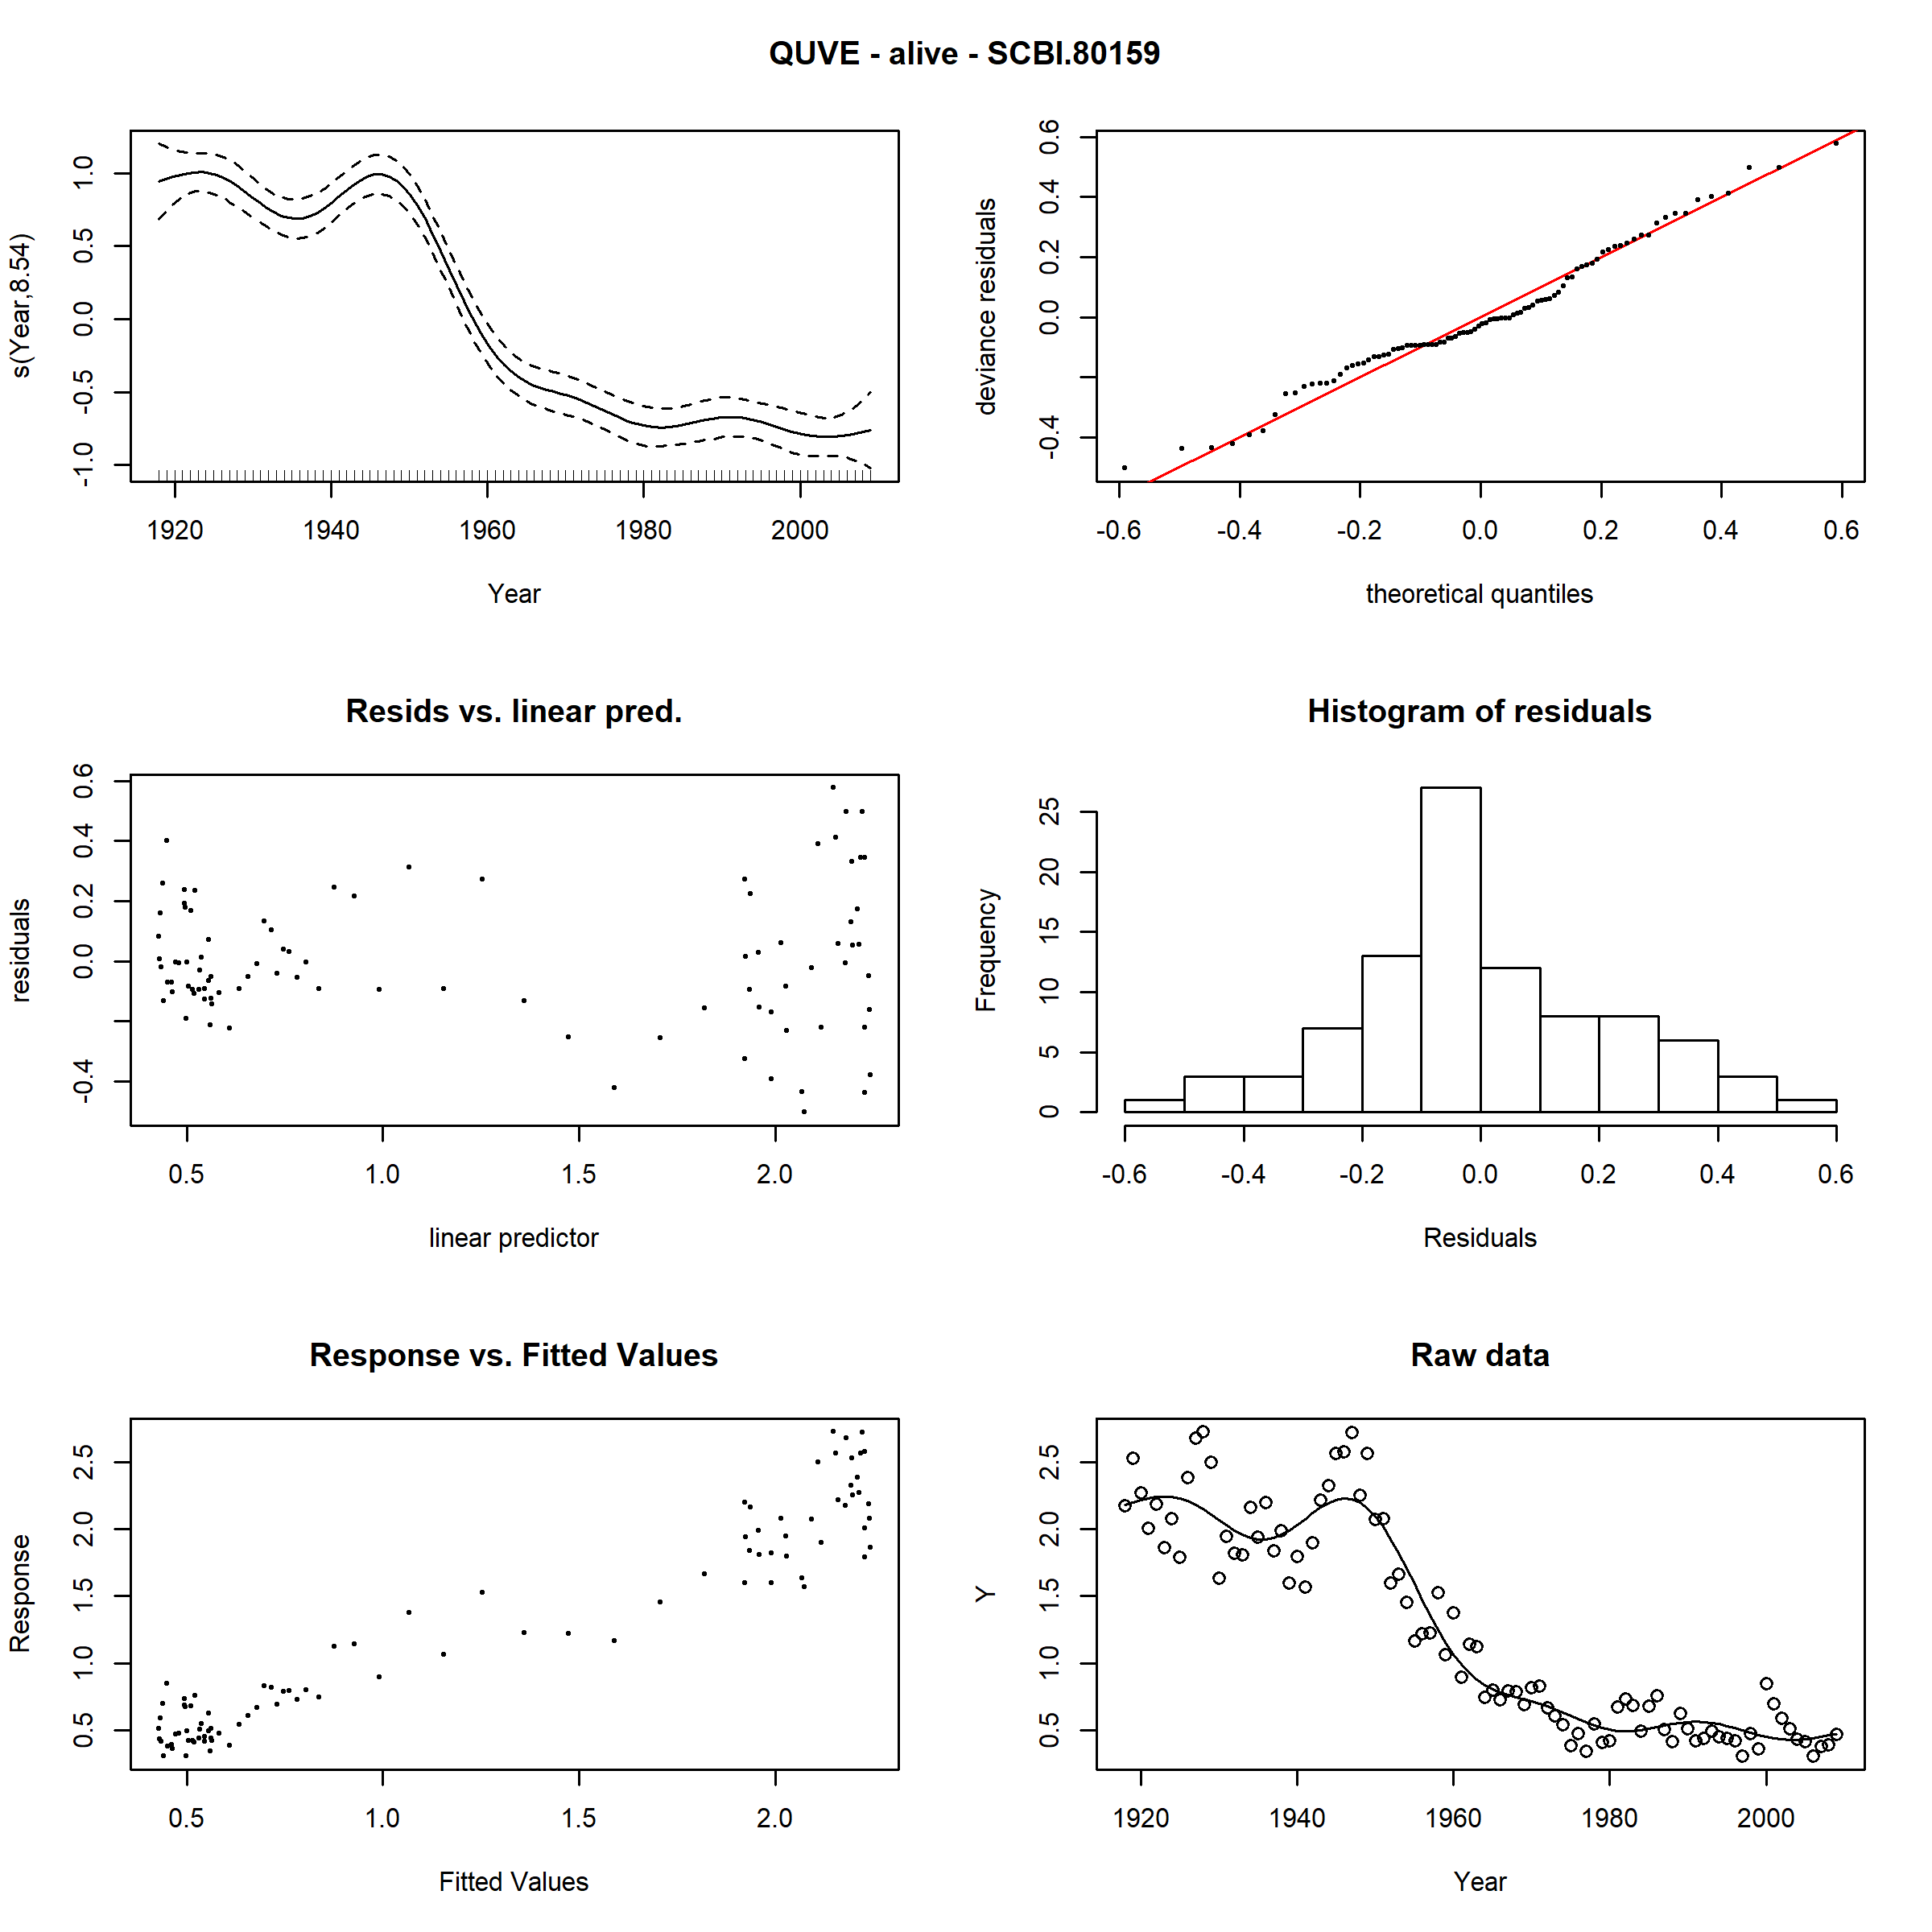 QUVE - alive - SCBI.80159
s(Year,8.54)
1.0
0.5
0.0
-0.5
-1.0
1920 1940 1960 1980 2000
Year
deviance residuals
0.6
0.4
0.2
0.0
-0.4
-0.6 -0.4 -0.2 0.0 0.2 0.4 0.6
theoretical quantiles
Resids vs. linear pred.
residuals
0.6
0.4
0.2
0.0
-0.4
0.5 1.0 1.5 2.0
linear predictor
Histogram of residuals
Frequency
25
20
15
10
5
0
-0.6 -0.4 -0.2 0.0 0.2 0.4 0.6
Residuals
Response vs. Fitted Values
Response
2.5
2.0
1.5
1.0
0.5
0.5 1.0 1.5 2.0
Fitted Values
Raw data
Y
2.5
2.0
1.5
1.0
0.5
1920 1940 1960 1980 2000
Year